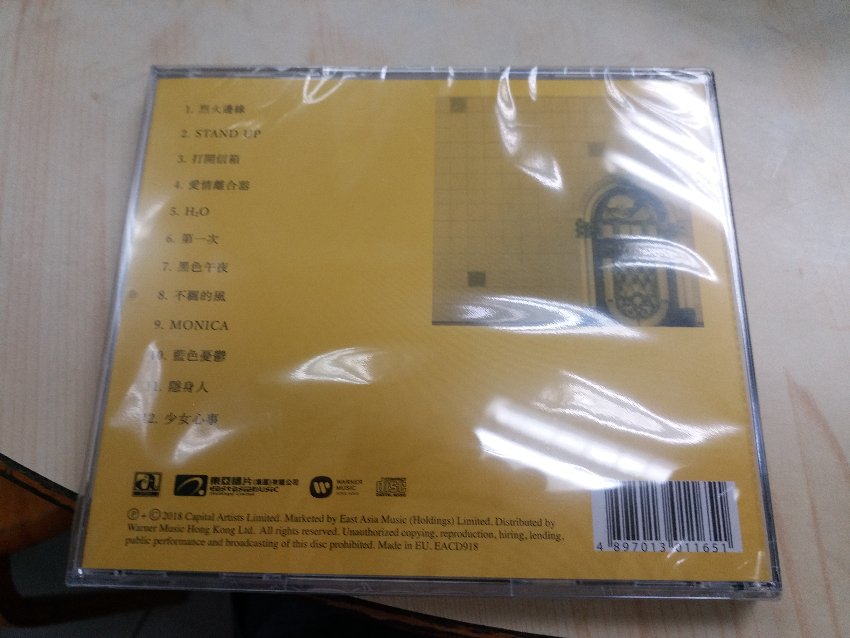 1. 烈火邊緣
2. STAND UP
3. 打開信箱
4. 愛情離合器
5. H₂O
6. 第一次
7. 黑色午夜
8. 不羈的風
9. MONICA
10. 藍色憂鬱
11. 隱身人
12. 少女心事
東亞唱片(集團)有限公司
WARNER
MUSIC
Ⓟ + ©2018 Capital Artists Limited. Marketed by East Asia Music (Holdings) Limited. Distributed by
Warner Music Hong Kong Ltd. All rights reserved. Unauthorized copying, reproduction, hiring, lending,
public performance and broadcasting of this disc prohibited. Made in EU. EACD918
4 897013 011651